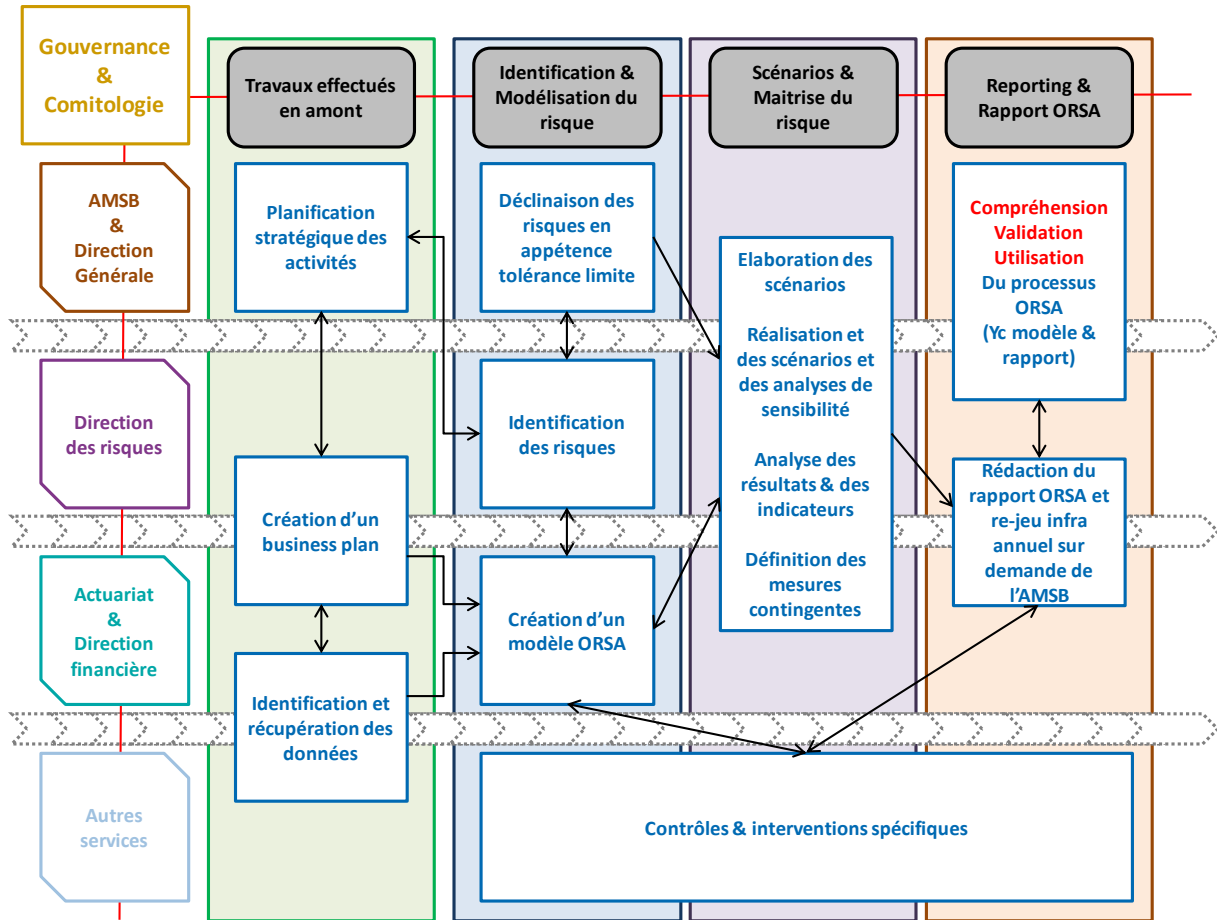 Gouvernance
&
Comitologie
Travaux effectués
en amont
Identification &
Modélisation du
risque
Scénarios &
Maitrise du
risque
Reporting &
Rapport ORSA
AMSB
&
Direction
Générale
Planification
stratégique des
activités
Déclinaison des
risques en
appétence
tolérance limite
Elaboration des
scénarios
Réalisation et
des scénarios et
des analyses de
sensibilité
Analyse des
résultats & des
indicateurs
Définition des
mesures
contingentes
Compréhension
Validation
Utilisation
Du processus
ORSA
(Yc modèle &
rapport)
Direction
des risques
Identification
des risques
Création d'un
business plan
Rédaction du
rapport ORSA et
re-jeu infra
annuel sur
demande de
l'AMSB
Actuariat
&
Direction
financière
Création d'un
modèle ORSA
Identification et
récupération des
données
Autres
services
Contrôles & interventions spécifiques